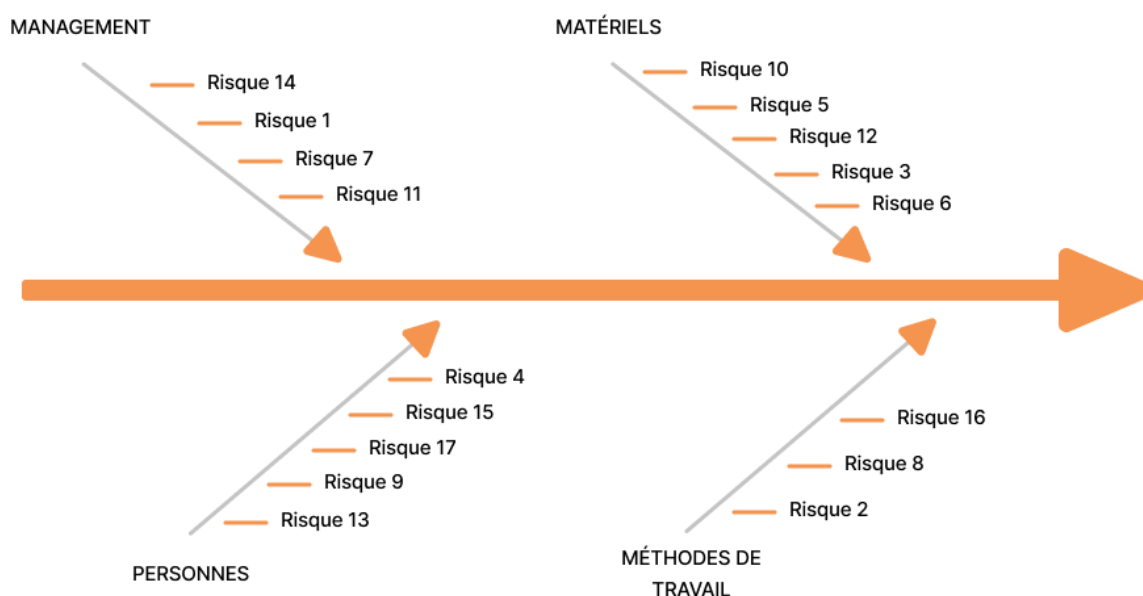 MANAGEMENT
Risque 14
Risque 1
Risque 7
Risque 11
MATÉRIELS
Risque 10
Risque 5
Risque 12
Risque 3
Risque 6
Risque 4
Risque 15
Risque 17
Risque 9
Risque 13
PERSONNES
Risque 16
Risque 8
Risque 2
MÉTHODES DE
TRAVAIL